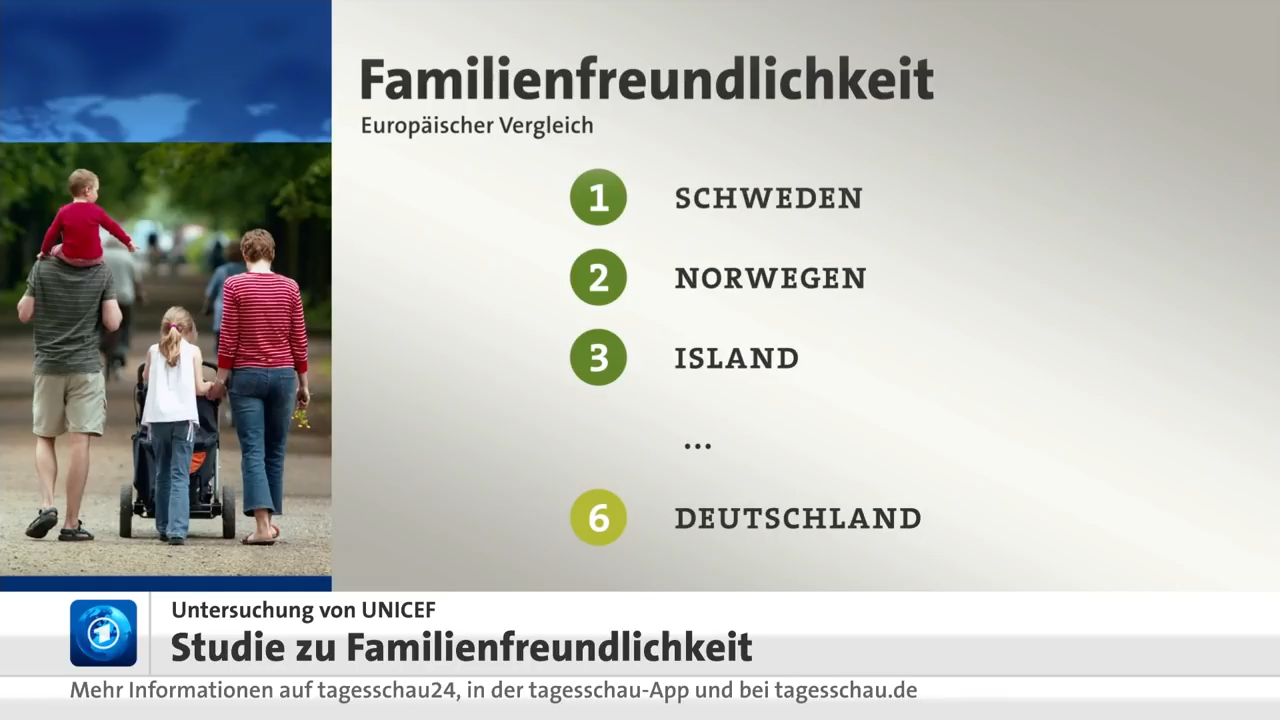 Familienfreundlichkeit
Europäischer Vergleich
1 SCHWEDEN
2 NORWEGEN
3 ISLAND
...
6 DEUTSCHLAND
Untersuchung von UNICEF
Studie zu Familienfreundlichkeit
Mehr Informationen auf tagesschau24, in der tagesschau-App und bei tagesschau.de